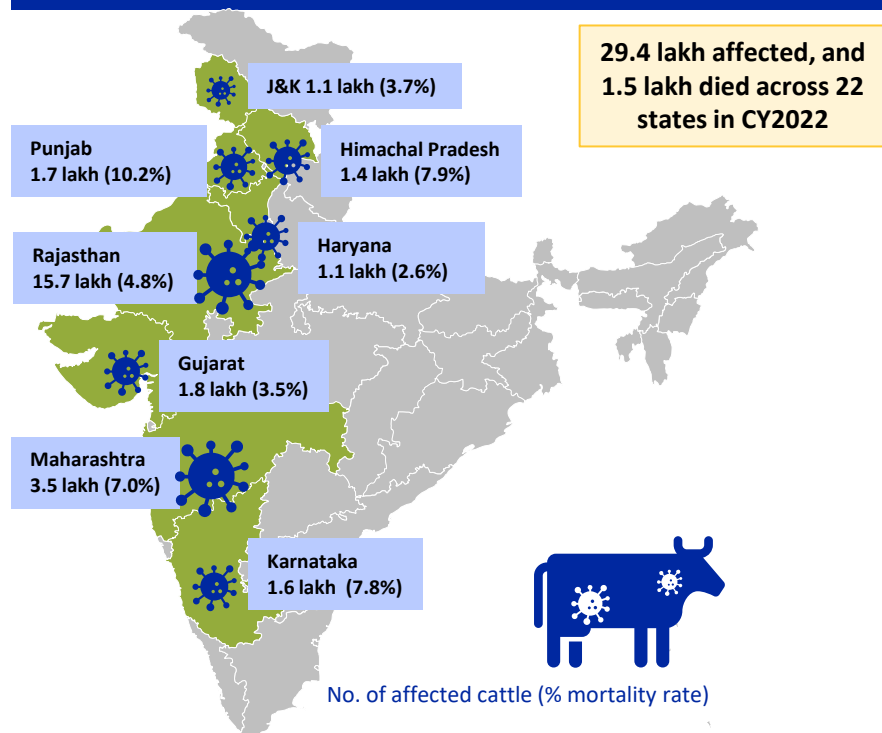 29.4 lakh affected, and
1.5 lakh died across 22
states in CY2022
J&K 1.1 lakh (3.7%)
Punjab
1.7 lakh (10.2%)
Himachal Pradesh
1.4 lakh (7.9%)
Rajasthan
15.7 lakh (4.8%)
Haryana
1.1 lakh (2.6%)
Gujarat
1.8 lakh (3.5%)
Maharashtra
3.5 lakh (7.0%)
Karnataka
1.6 lakh (7.8%)
No. of affected cattle (% mortality rate)